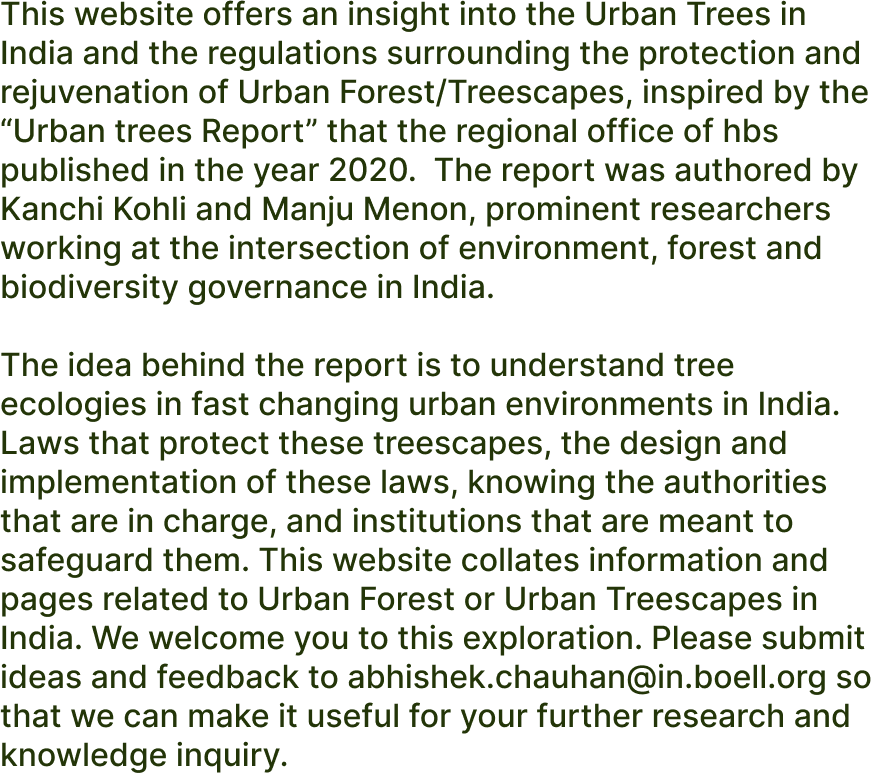 This website offers an insight into the Urban Trees in
India and the regulations surrounding the protection and
rejuvenation of Urban Forest/Treescapes, inspired by the
“Urban trees Report” that the regional office of hbs
published in the year 2020.  The report was authored by
Kanchi Kohli and Manju Menon, prominent researchers
working at the intersection of environment, forest and
biodiversity governance in India.
The idea behind the report is to understand tree
ecologies in fast changing urban environments in India.
Laws that protect these treescapes, the design and
implementation of these laws, knowing the authorities
that are in charge, and institutions that are meant to
safeguard them. This website collates information and
pages related to Urban Forest or Urban Treescapes in
India. We welcome you to this exploration. Please submit
ideas and feedback to abhishek.chauhan@in.boell.org so
that we can make it useful for your further research and
knowledge inquiry.